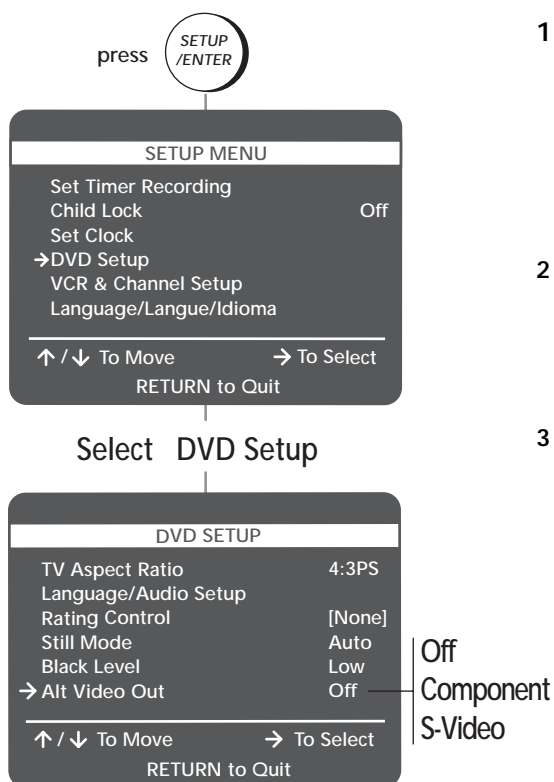 press
SETUP
/ENTER
1
SETUP MENU
Set Timer Recording
Child Lock Off
Set Clock
→DVD Setup
VCR & Channel Setup
Language/Langue/Idioma
↑ / ↓ To Move → To Select
RETURN to Quit
2
Select DVD Setup
3
DVD SETUP
TV Aspect Ratio 4:3PS
Language/Audio Setup
Rating Control [None]
Still Mode Auto
Black Level Low
→ Alt Video Out Off
↑ / ↓ To Move → To Select
RETURN to Quit
Off
Component
S-Video